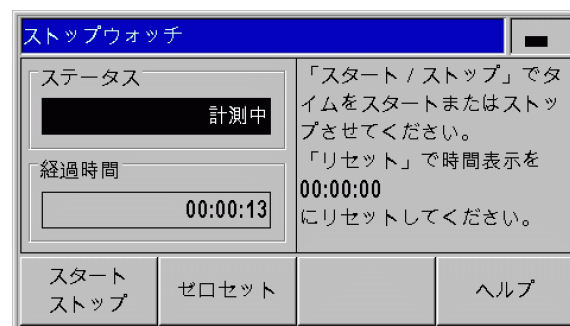 ストップウォッチ
ステータス
計測中
経過時間
00:00:13
「スタート / ストップ」でタ
イムをスタートまたはストッ
プさせてください。
「リセット」で時間表示を
00:00:00
にリセットしてください。
スタート
ストップ
ゼロセット
ヘルプ